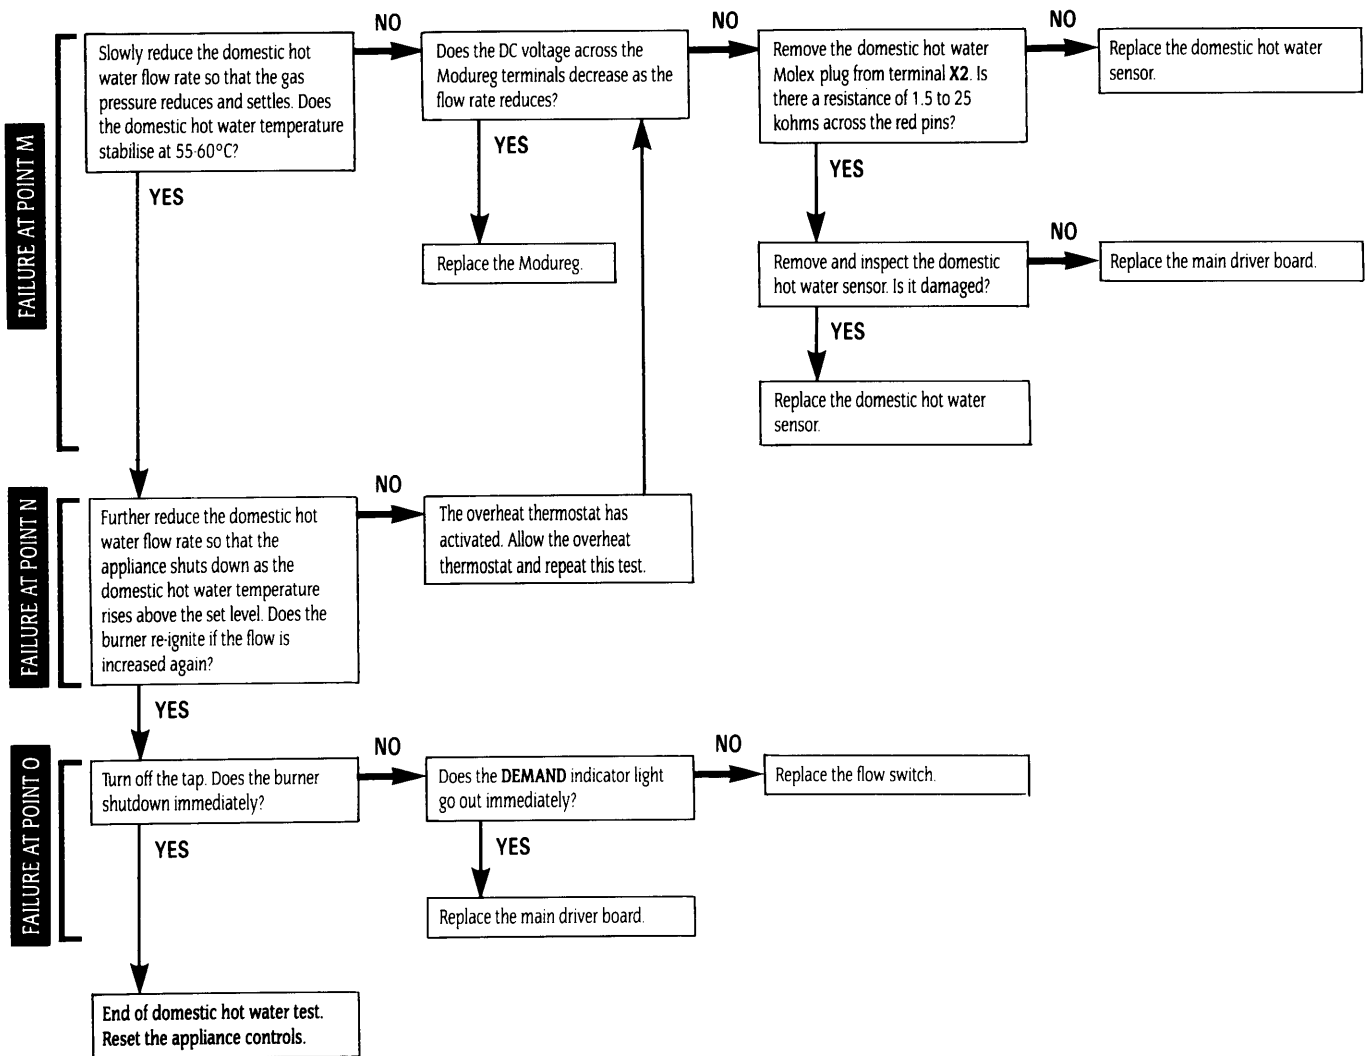 FAILURE AT POINT M
Slowly reduce the domestic hot
water flow rate so that the gas
pressure reduces and settles. Does
the domestic hot water temperature
stabilise at 55-60°C?
NO
Does the DC voltage across the
Modureg terminals decrease as the
flow rate reduces?
NO
Remove the domestic hot water
Molex plug from terminal X2. Is
there a resistance of 1.5 to 25
kohms across the red pins?
NO
Replace the domestic hot water
sensor.
YES
YES
YES
Replace the Modureg.
Remove and inspect the domestic
hot water sensor. Is it damaged?
NO
Replace the main driver board.
YES
Replace the domestic hot water
sensor.
FAILURE AT POINT N
Further reduce the domestic hot
water flow rate so that the
appliance shuts down as the
domestic hot water temperature
rises above the set level. Does the
burner re-ignite if the flow is
increased again?
NO
The overheat thermostat has
activated. Allow the overheat
thermostat and repeat this test.
YES
FAILURE AT POINT O
Turn off the tap. Does the burner
shutdown immediately?
NO
Does the DEMAND indicator light
go out immediately?
NO
Replace the flow switch.
YES
YES
Replace the main driver board.
End of domestic hot water test.
Reset the appliance controls.